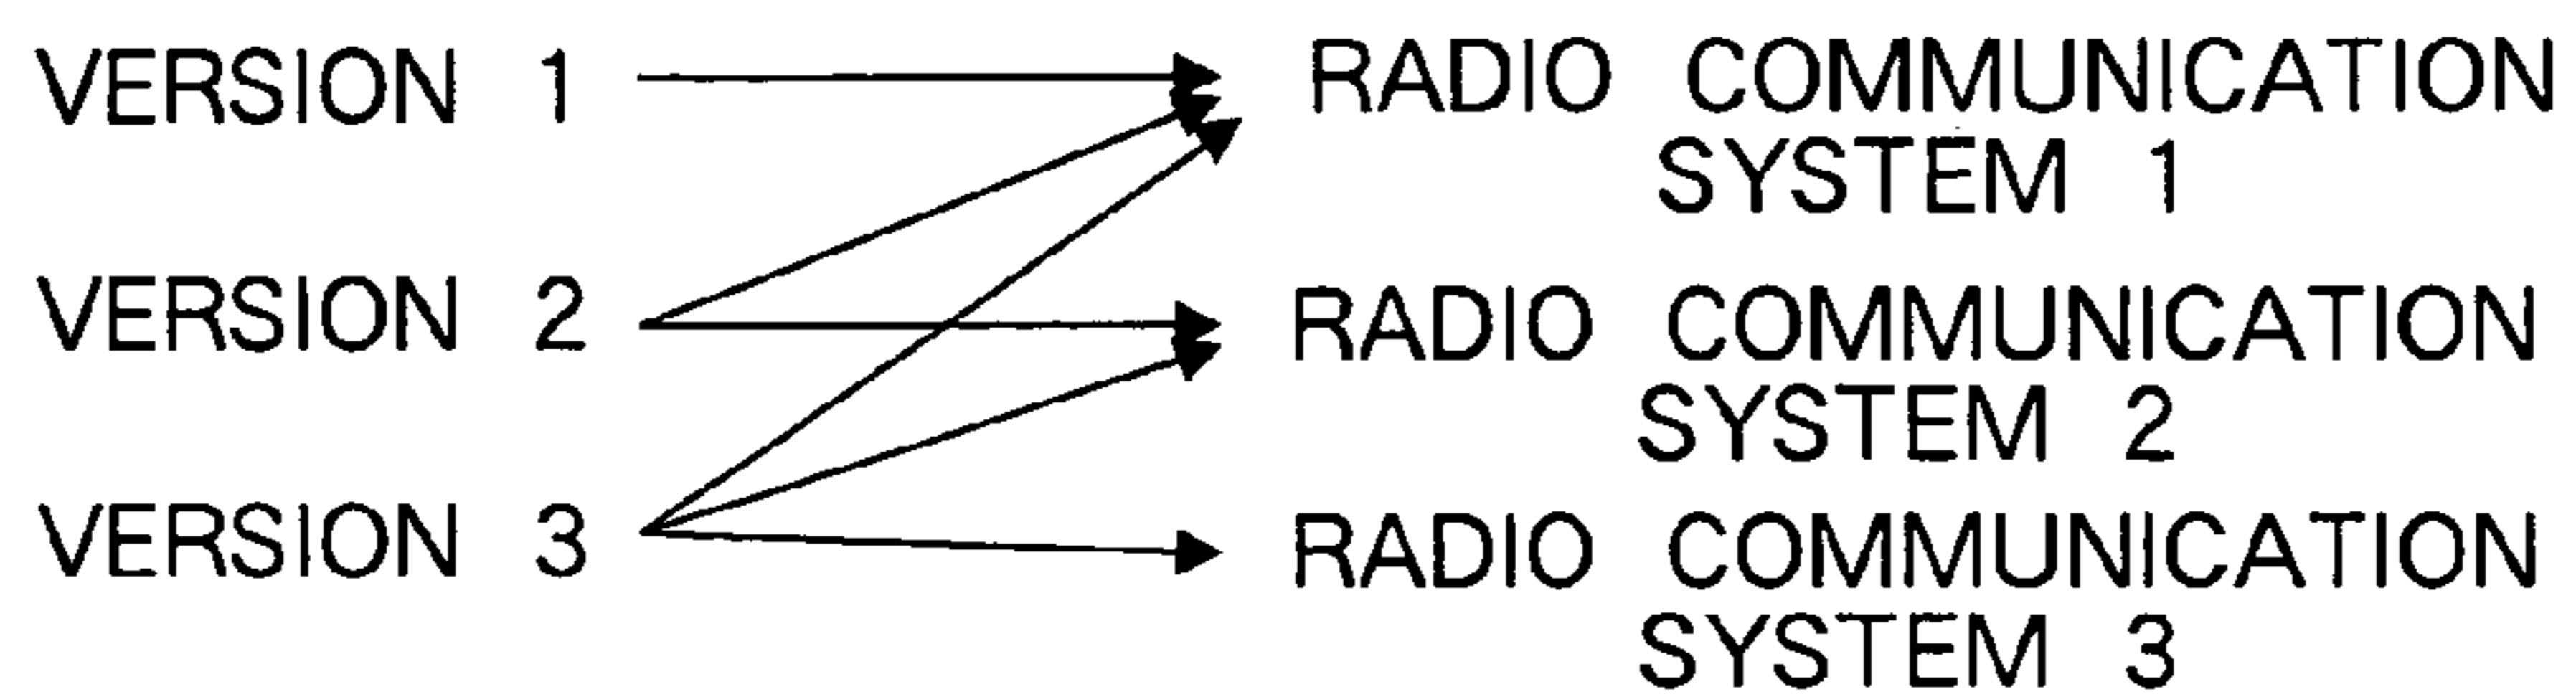 VERSION 1
RADIO COMMUNICATION
SYSTEM 1
VERSION 2
RADIO COMMUNICATION
SYSTEM 2
VERSION 3
RADIO COMMUNICATION
SYSTEM 3